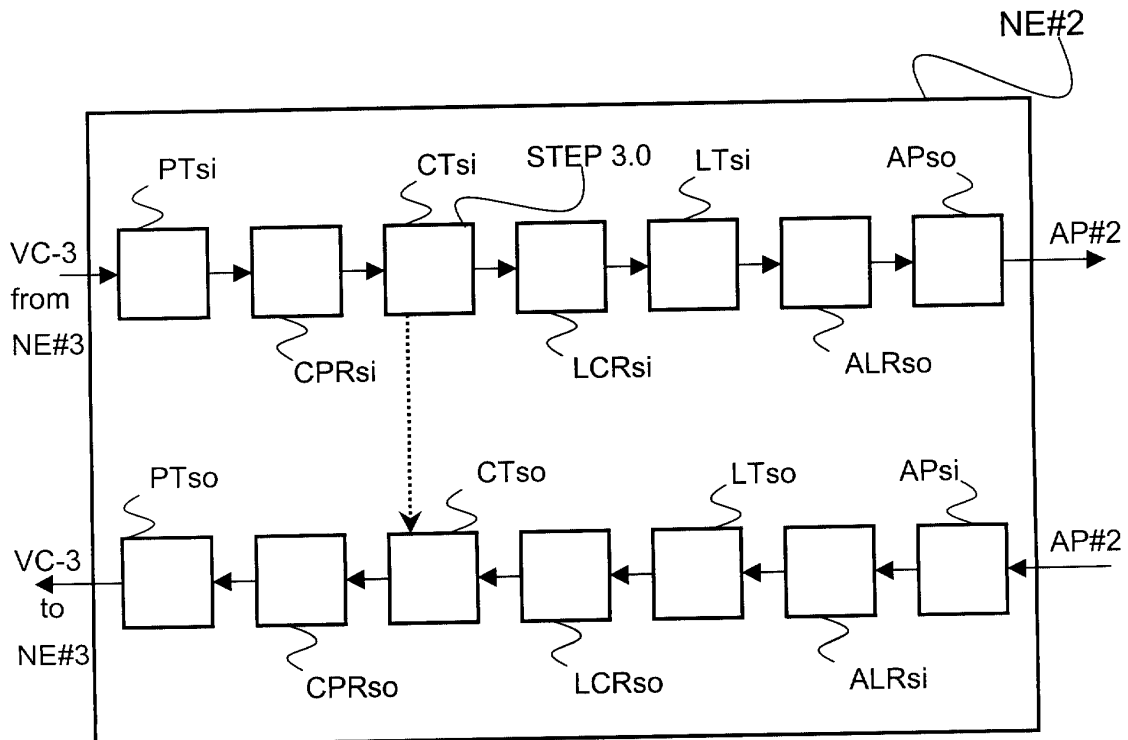 NE#2
PTsi
CTsi
STEP 3.0
LTsi
APso
VC-3
from
NE#3
AP#2
CPRsi
LCRsi
ALRso
PTso
CTso
LTso
APsi
VC-3
to
NE#3
AP#2
CPRso
LCRso
ALRsi